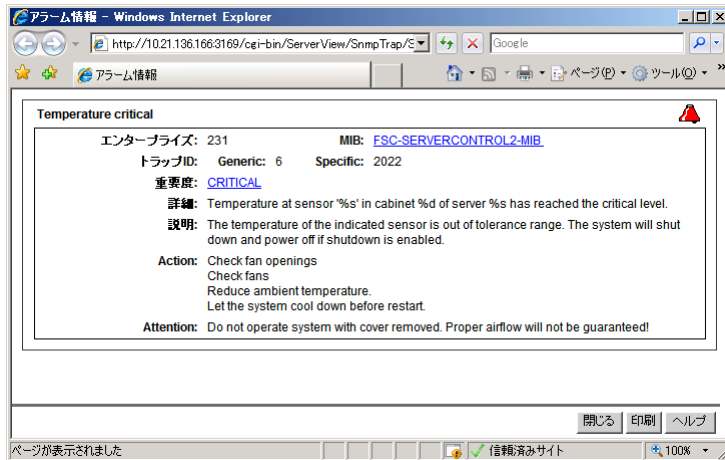 アラーム情報 - Windows Internet Explorer
http://10.21.136.166:3169/cgi-bin/ServerView/SnmpTrap/S
Google
アラーム情報
ページ(P)
ツール(O)
»
Temperature critical
エンタープライズ: 231 MIB: FSC-SERVERCONTROL2-MIB
トラップID: Generic: 6 Specific: 2022
重要度: CRITICAL
詳細: Temperature at sensor '%s' in cabinet %d of server %s has reached the critical level.
説明: The temperature of the indicated sensor is out of tolerance range. The system will shut
down and power off if shutdown is enabled.
Action: Check fan openings
Check fans
Reduce ambient temperature.
Let the system cool down before restart.
Attention: Do not operate system with cover removed. Proper airflow will not be guaranteed!
閉じる 印刷 ヘルプ
ページが表示されました 信頼済みサイト 100%